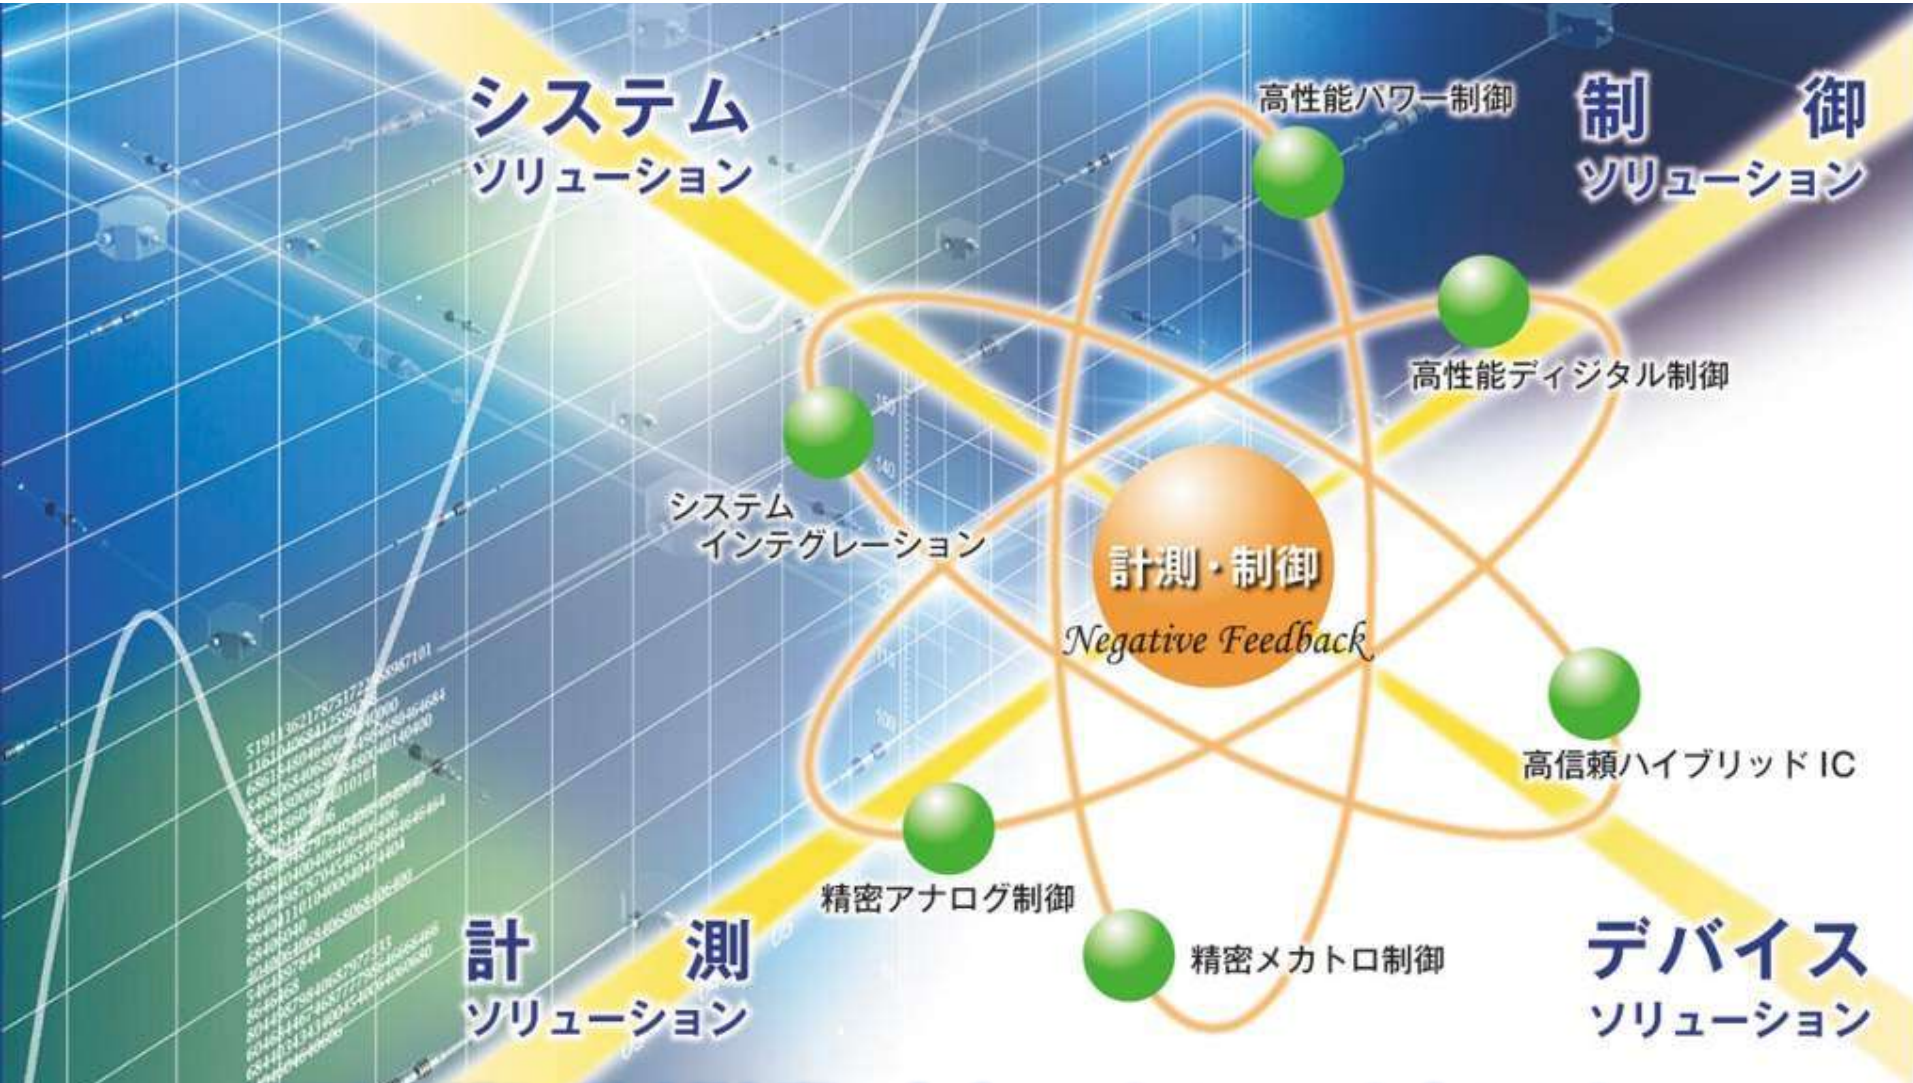 システム
ソリューション
高性能パワー制御
制御
ソリューション
高性能ディジタル制御
システム
インテグレーション
計測・制御
Negative Feedback
高信頼ハイブリッド IC
精密アナログ制御
精密メカトロ制御
計測
ソリューション
デバイス
ソリューション
140
100